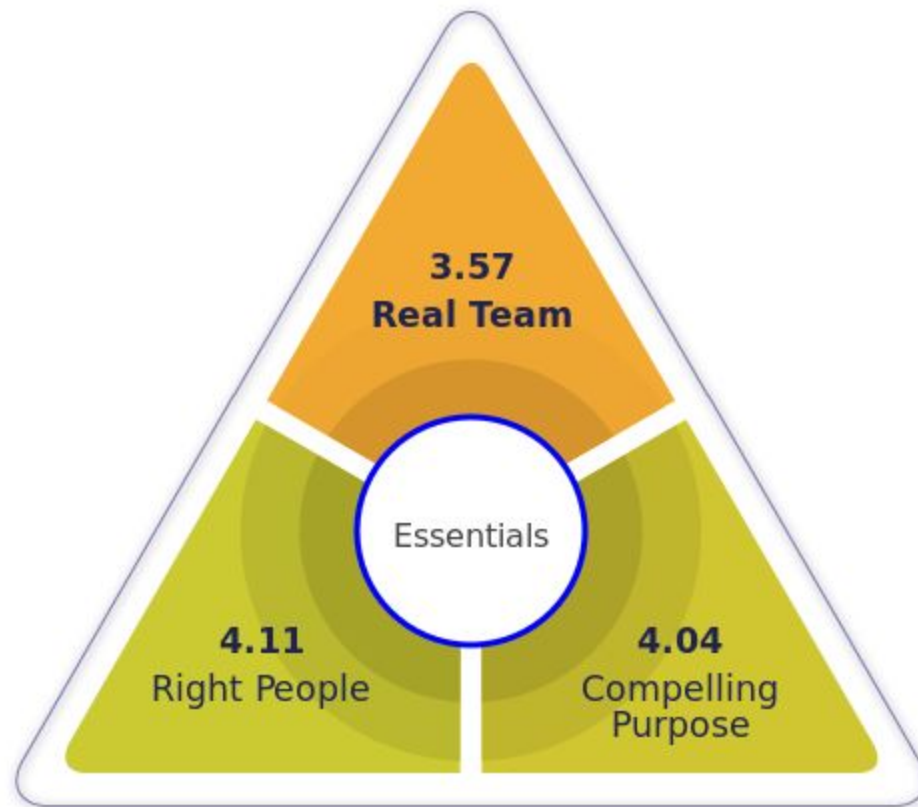 3.57
Real Team
Essentials
4.11
Right People
4.04
Compelling
Purpose